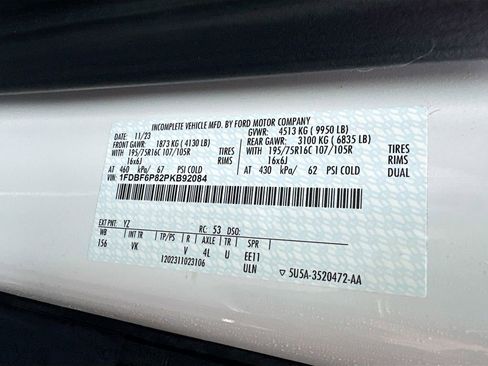 INCOMPLETE VEHICLE MFD. BY FORD MOTOR COMPANY
DATE: 11/23 GVWR: 4513 KG ( 9950 LB)
FRONT GAWR: 1873 KG ( 4130 LB) REAR GAWR: 3100 KG ( 6835 LB)
WITH 195/75R16C 107/105R TIRES WITH 195/75R16C 107/105R TIRES
16x6J RIMS 16x6J RIMS
AT 460 kPa/ 67 PSI COLD AT 430 kPa/ 62 PSI COLD
VIN: 1FDBF6P82PKB92084
EXT PNT: YZ RC: 53 DSO:
WB INT TR TP/PS R AXLE TR SPR
156 VK V 4L U EE11
1202311023106 ULN ▽ 5U5A-3520472-AA